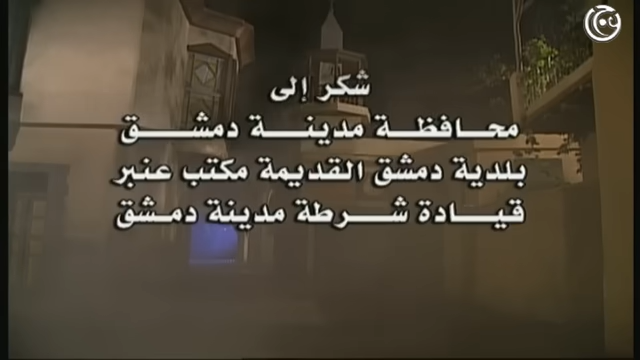 شكر إلى
محافظة مدينة دمشق
بلدية دمشق القديمة مكتب عنبر
قيادة شرطة مدينة دمشق